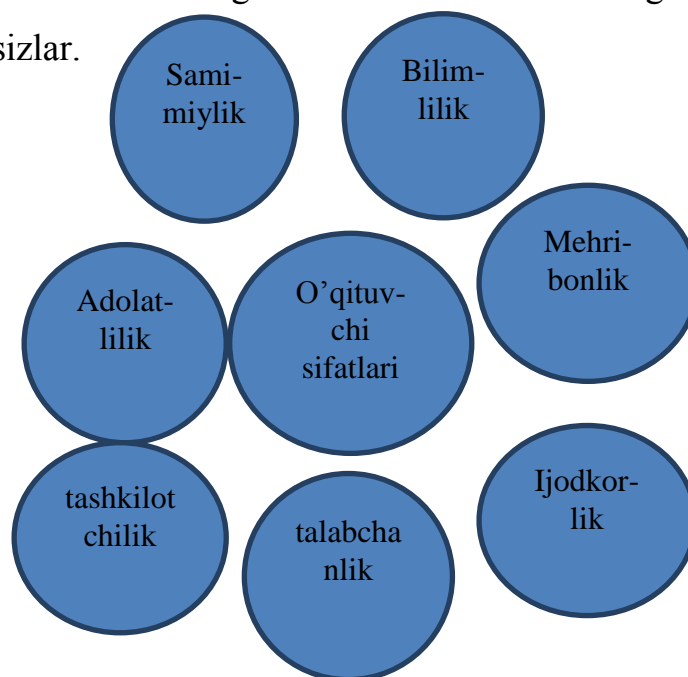 sizlar.
Sami-
miylik
Bilim-
lilik
Mehri-
bonlik
Adolat-
lilik
O’qituv-
chi
sifatlari
Ijodkor-
lik
tashkilot
chilik
talabcha
nlik